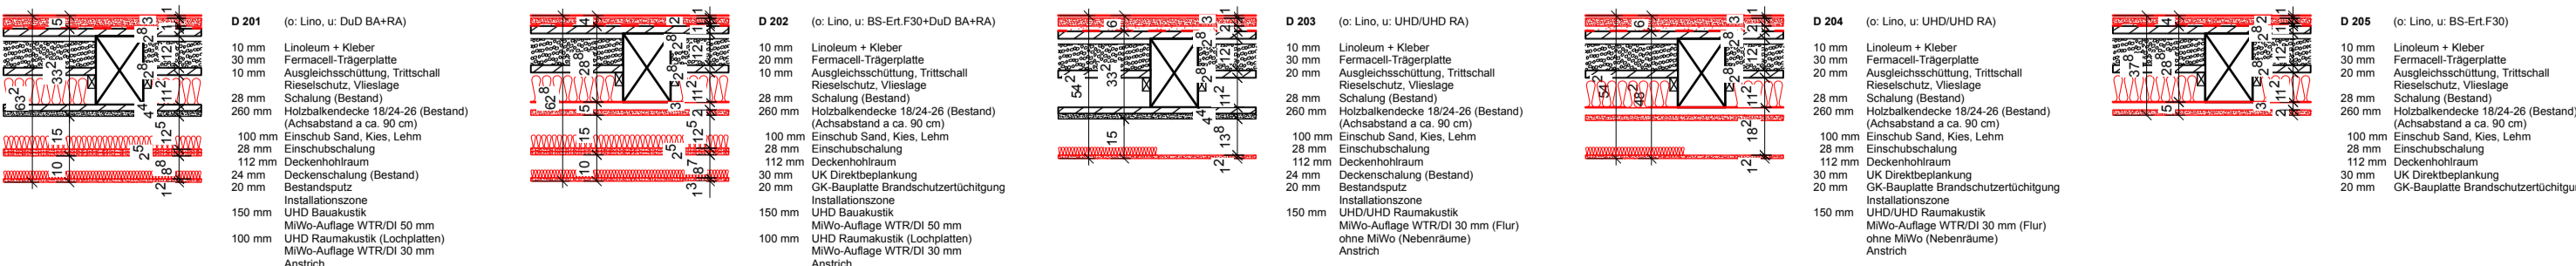 D 201 (o: Lino, u: DuD BA+RA)
10 mm Linoleum + Kleber
30 mm Fermacell-Trägerplatte
10 mm Ausgleichsschüttung, Trittschall
Rieselschutz, Vlieslage
28 mm Schalung (Bestand)
260 mm Holzbalkendecke 18/24-26 (Bestand)
(Achsabstand a ca. 90 cm)
100 mm Einschub Sand, Kies, Lehm
28 mm Einschubschalung
112 mm Deckenhohlraum
24 mm Deckenschalung (Bestand)
20 mm Bestandsputz
Installationszone
150 mm UHD Bauakustik
MiWo-Auflage WTR/DI 50 mm
100 mm UHD Raumakustik (Lochplatten)
MiWo-Auflage WTR/DI 30 mm
Anstrich
D 202 (o: Lino, u: BS-Ert.F30+DuD BA+RA)
10 mm Linoleum + Kleber
20 mm Fermacell-Trägerplatte
10 mm Ausgleichsschüttung, Trittschall
Rieselschutz, Vlieslage
28 mm Schalung (Bestand)
260 mm Holzbalkendecke 18/24-26 (Bestand)
(Achsabstand a ca. 90 cm)
100 mm Einschub Sand, Kies, Lehm
28 mm Einschubschalung
112 mm Deckenhohlraum
30 mm UK Direktbeplankung
20 mm GK-Bauplatte Brandschutzertüchitgung
Installationszone
150 mm UHD Bauakustik
MiWo-Auflage WTR/DI 50 mm
100 mm UHD Raumakustik (Lochplatten)
MiWo-Auflage WTR/DI 30 mm
Anstrich
D 203 (o: Lino, u: UHD/UHD RA)
10 mm Linoleum + Kleber
30 mm Fermacell-Trägerplatte
20 mm Ausgleichsschüttung, Trittschall
Rieselschutz, Vlieslage
28 mm Schalung (Bestand)
260 mm Holzbalkendecke 18/24-26 (Bestand)
(Achsabstand a ca. 90 cm)
100 mm Einschub Sand, Kies, Lehm
28 mm Einschubschalung
112 mm Deckenhohlraum
24 mm Deckenschalung (Bestand)
20 mm Bestandsputz
Installationszone
150 mm UHD/UHD Raumakustik
MiWo-Auflage WTR/DI 30 mm (Flur)
ohne MiWo (Nebenräume)
Anstrich
D 204 (o: Lino, u: UHD/UHD RA)
10 mm Linoleum + Kleber
30 mm Fermacell-Trägerplatte
20 mm Ausgleichsschüttung, Trittschall
Rieselschutz, Vlieslage
28 mm Schalung (Bestand)
260 mm Holzbalkendecke 18/24-26 (Bestand)
(Achsabstand a ca. 90 cm)
100 mm Einschub Sand, Kies, Lehm
28 mm Einschubschalung
112 mm Deckenhohlraum
30 mm UK Direktbeplankung
20 mm GK-Bauplatte Brandschutzertüchitgung
Installationszone
150 mm UHD/UHD Raumakustik
MiWo-Auflage WTR/DI 30 mm (Flur)
ohne MiWo (Nebenräume)
Anstrich
D 205 (o: Lino, u: BS-Ert.F30)
10 mm Linoleum + Kleber
30 mm Fermacell-Trägerplatte
20 mm Ausgleichsschüttung, Trittschall
Rieselschutz, Vlieslage
28 mm Schalung (Bestand)
260 mm Holzbalkendecke 18/24-26 (Bestand)
(Achsabstand a ca. 90 cm)
100 mm Einschub Sand, Kies, Lehm
28 mm Einschubschalung
112 mm Deckenhohlraum
30 mm UK Direktbeplankung
20 mm GK-Bauplatte